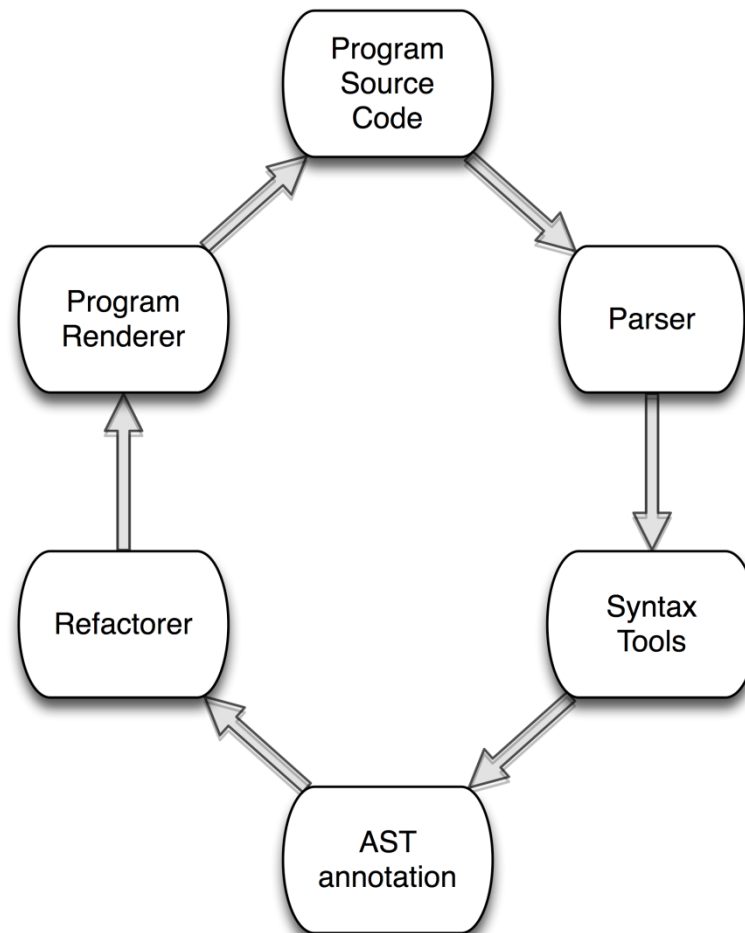 Program
Source
Code
Program
Renderer
Parser
Refactorer
Syntax
Tools
AST
annotation